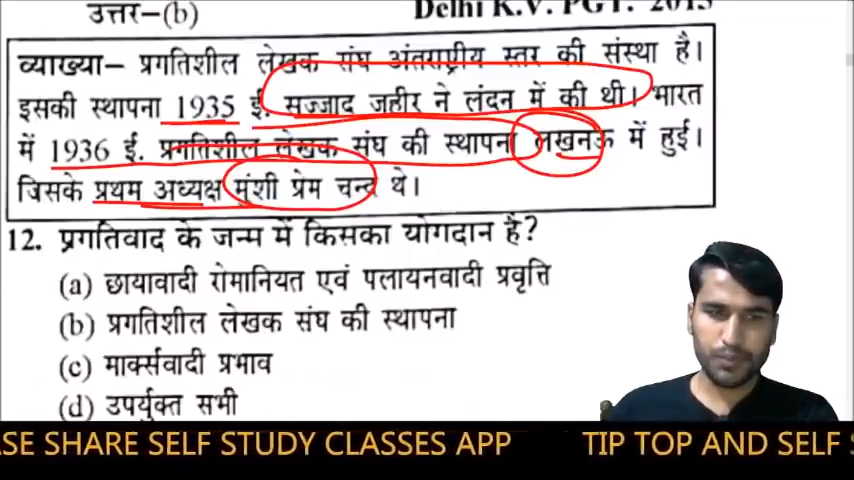 उत्तर–(b)
Delhi K.V. PGT. 2015
व्याख्या– प्रगतिशील लेखक संघ अंतराष्ट्रीय स्तर की संस्था है।
इसकी स्थापना 1935 ई. सज्जाद जहीर ने लंदन में की थी। भारत
में 1936 ई. प्रगतिशील लेखक संघ की स्थापना लखनऊ में हुई।
जिसके प्रथम अध्यक्ष मुंशी प्रेम चन्द थे।
12. प्रगतिवाद के जन्म में किसका योगदान है?
(a) छायावादी रोमानियत एवं पलायनवादी प्रवृत्ति
(b) प्रगतिशील लेखक संघ की स्थापना
(c) मार्क्सवादी प्रभाव
(d) उपर्युक्त सभी
SE SHARE SELF STUDY CLASSES APP TIP TOP AND SELF